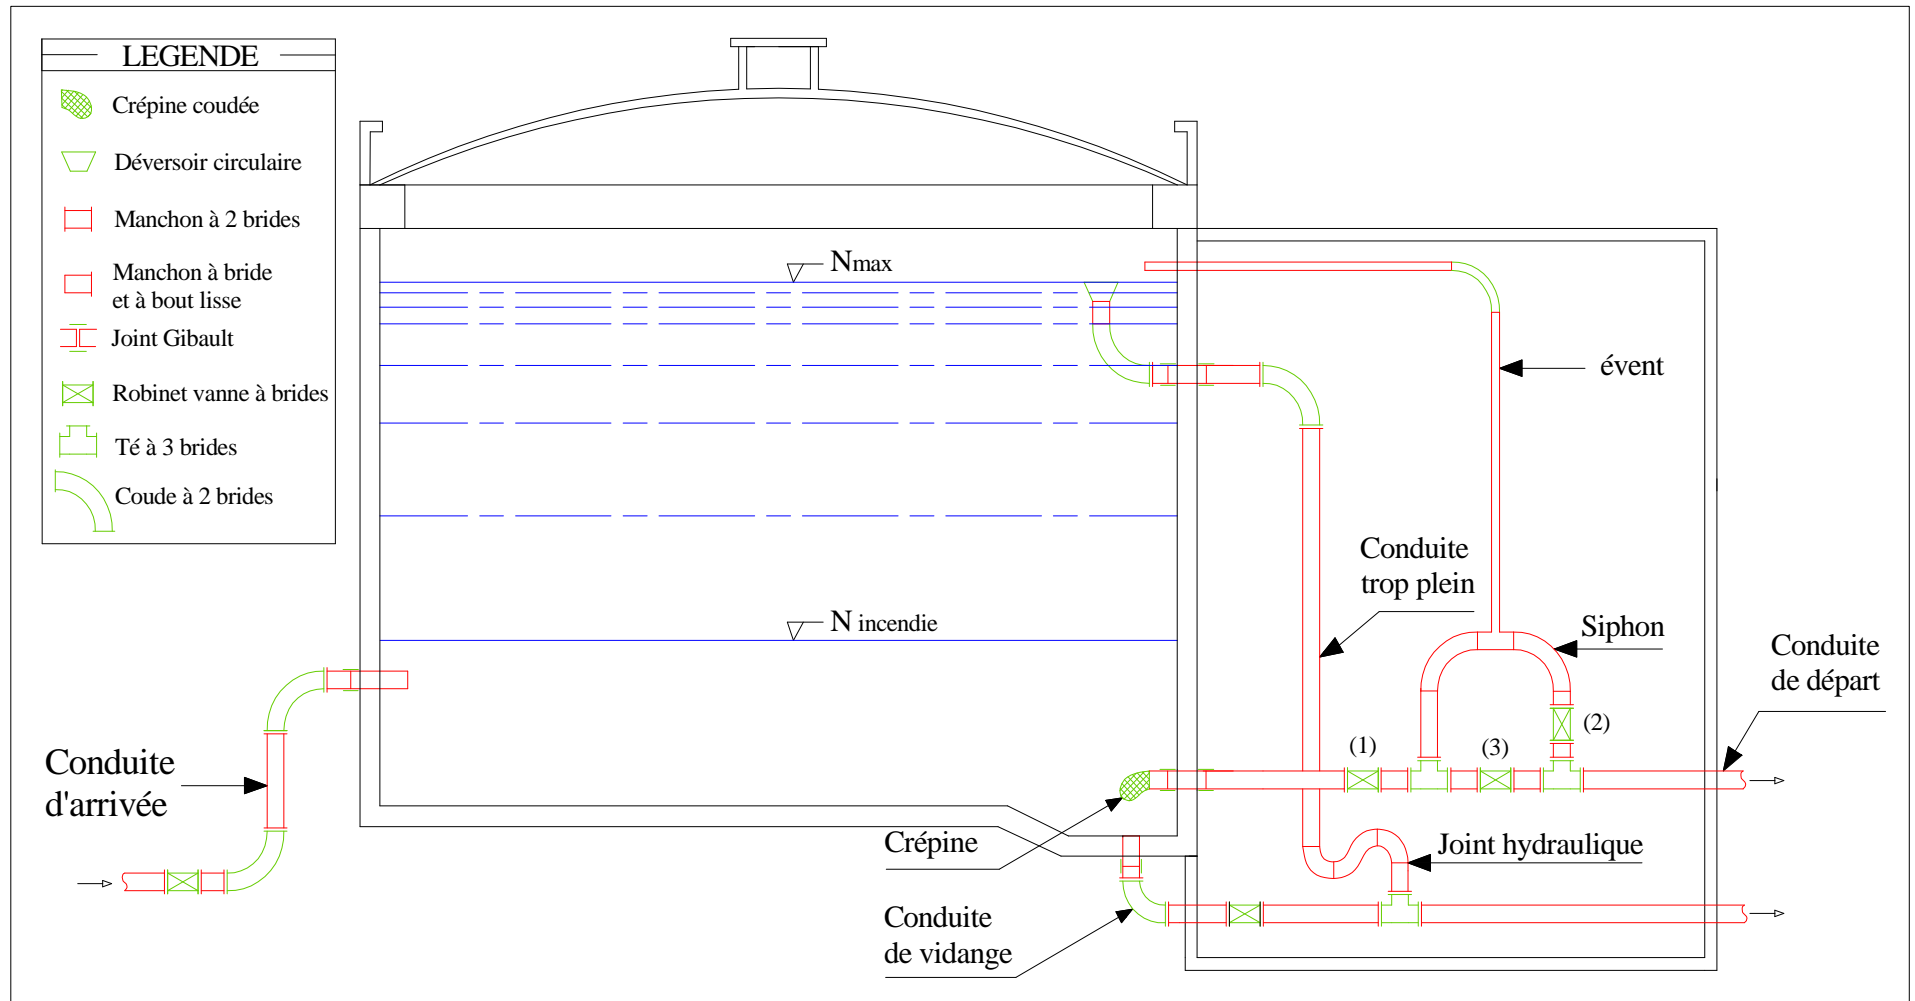 LEGENDE
Crépine coudée
Déversoir circulaire
Manchon à 2 brides
Manchon à bride
et à bout lisse
Joint Gibault
Robinet vanne à brides
Té à 3 brides
Coude à 2 brides
Nmax
évent
Conduite
trop plein
N incendie
Siphon
Conduite
de départ
(2)
(1)
(3)
Conduite
d'arrivée
Crépine
Joint hydraulique
Conduite
de vidange